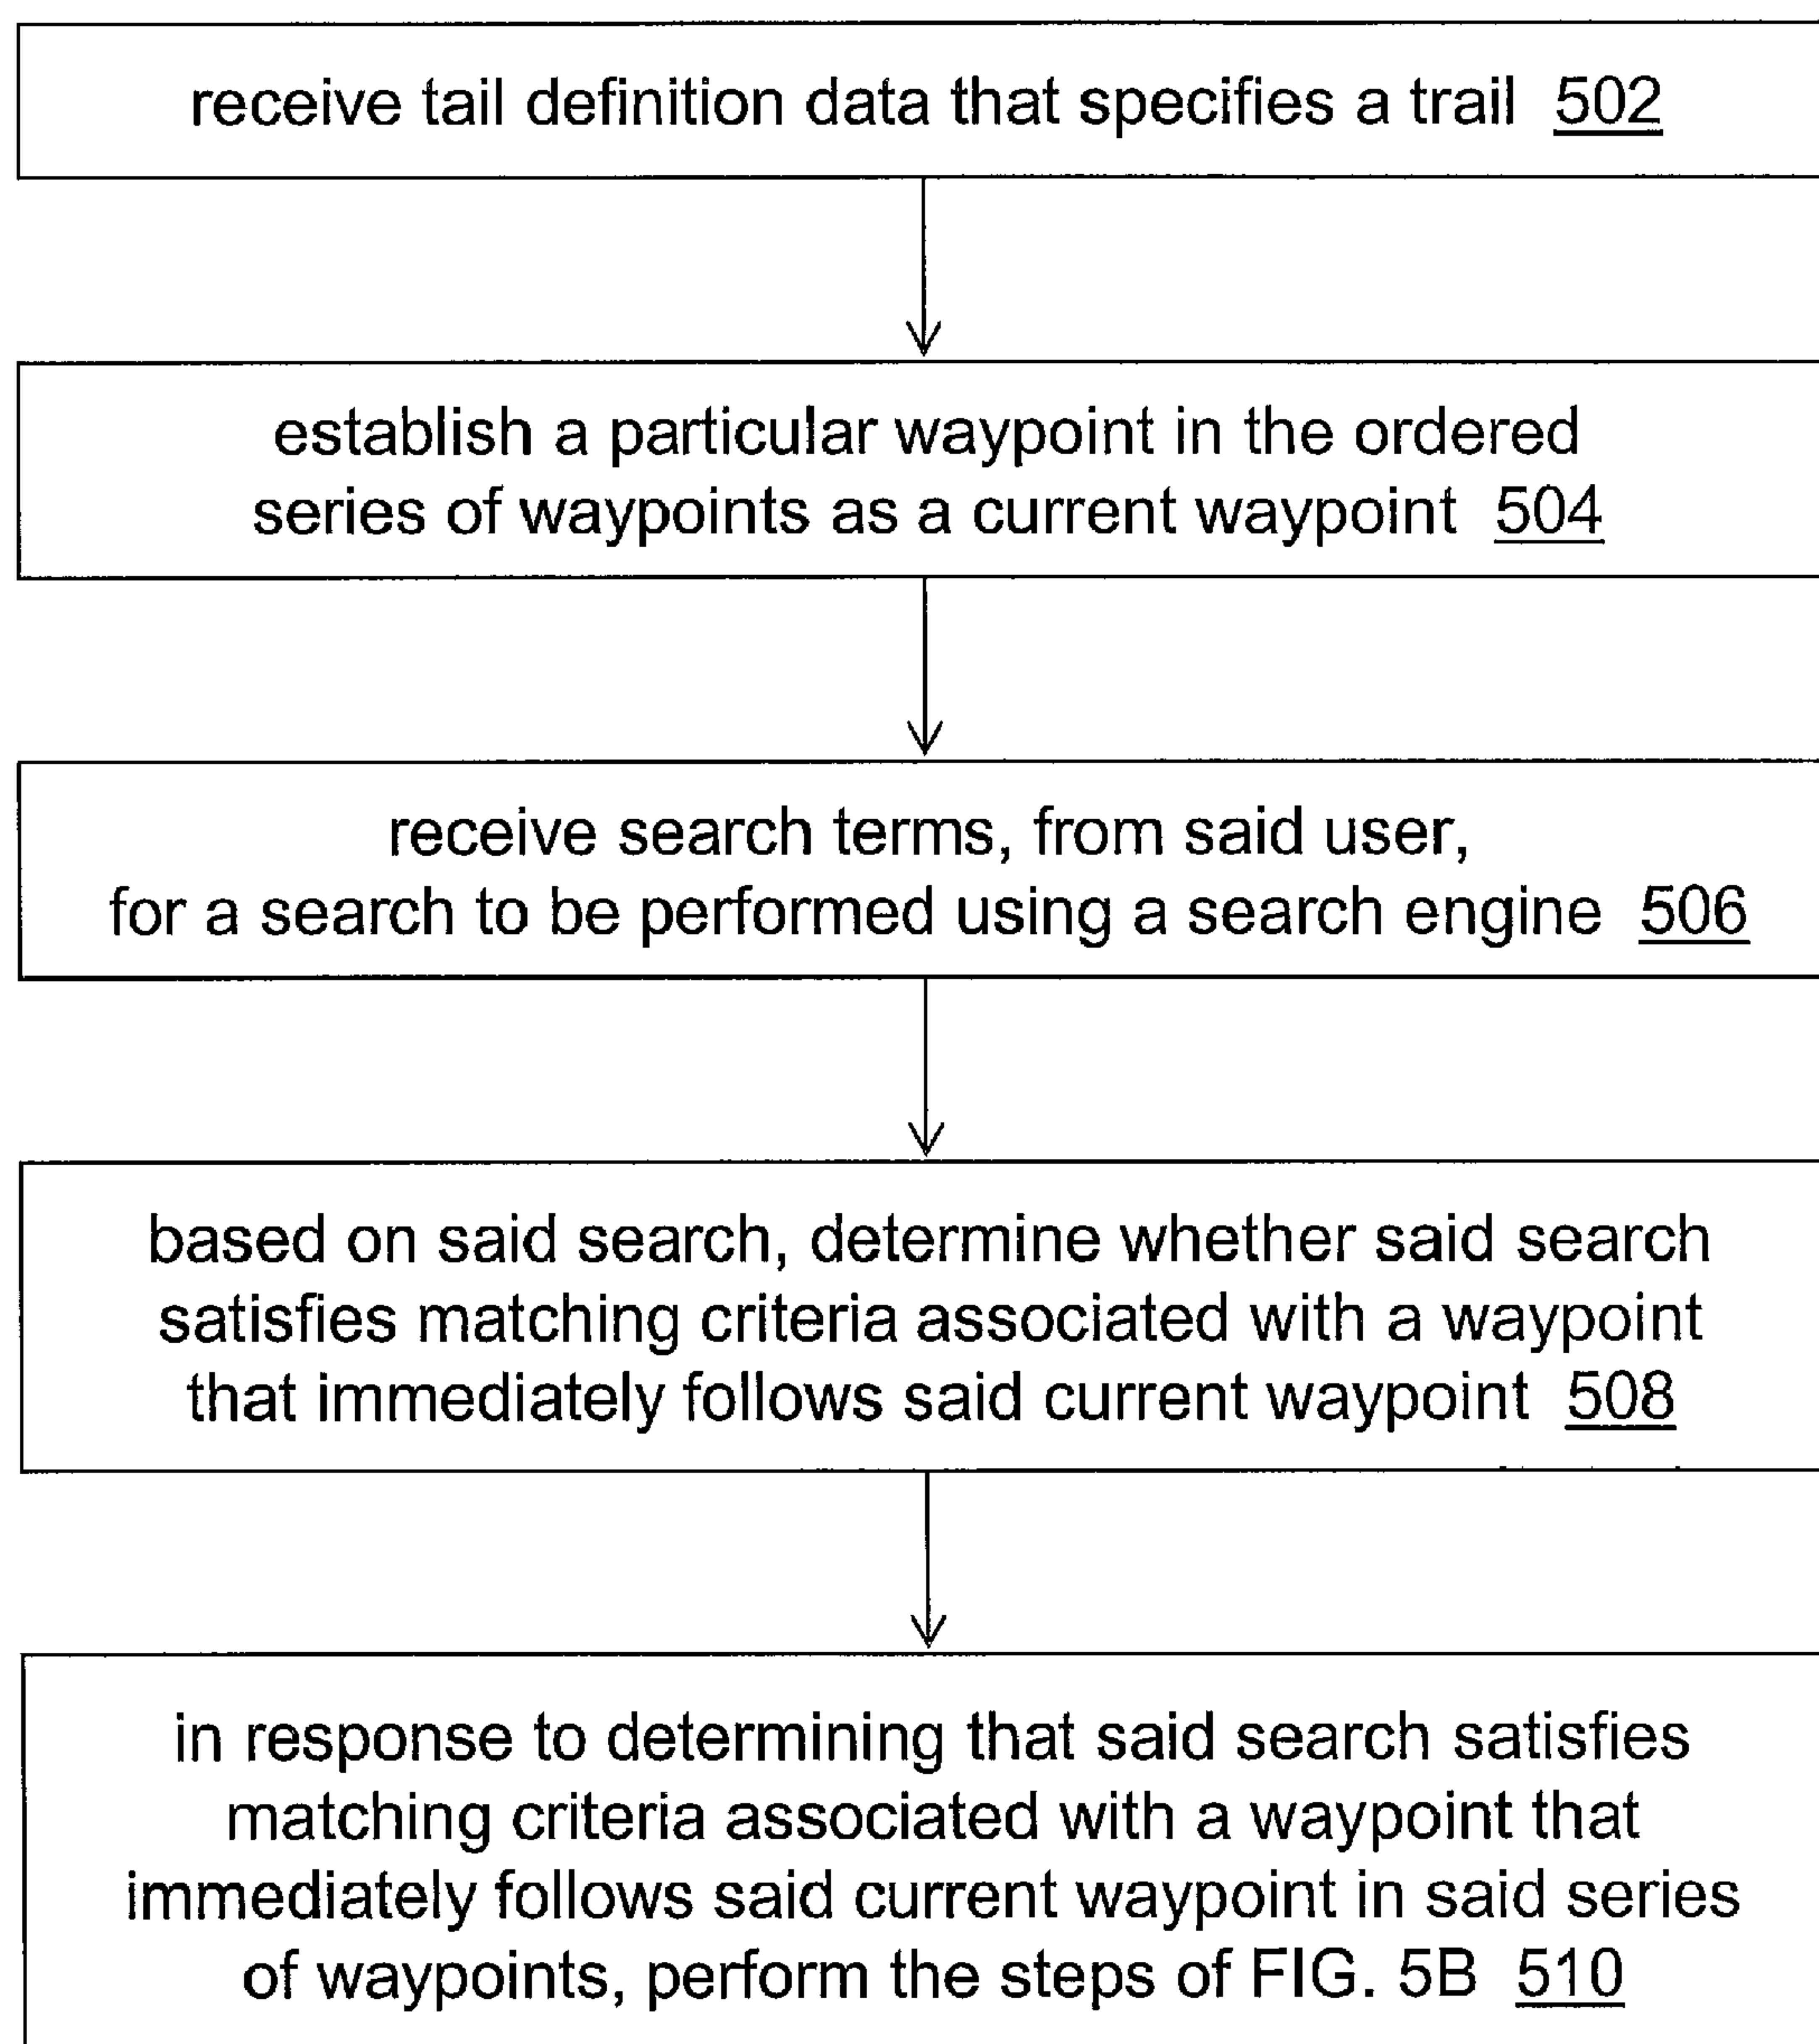 receive tail definition data that specifies a trail 502
establish a particular waypoint in the ordered
series of waypoints as a current waypoint 504
receive search terms, from said user,
for a search to be performed using a search engine 506
based on said search, determine whether said search
satisfies matching criteria associated with a waypoint
that immediately follows said current waypoint 508
in response to determining that said search satisfies
matching criteria associated with a waypoint that
immediately follows said current waypoint in said series
of waypoints, perform the steps of FIG. 5B 510